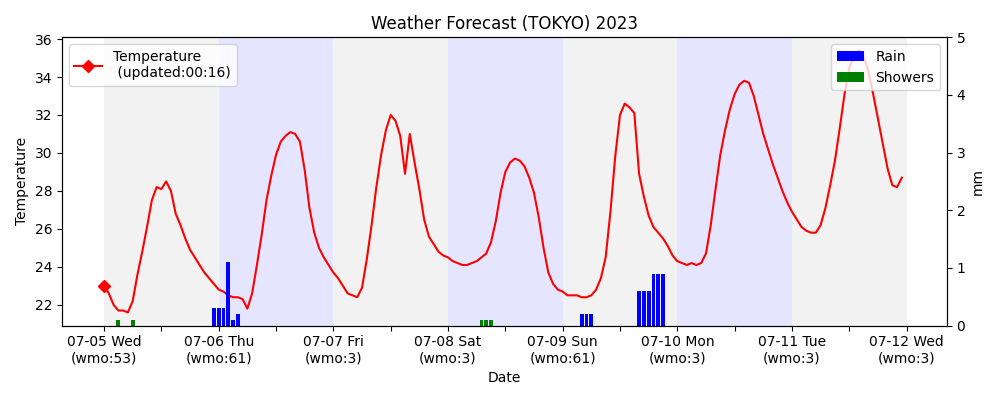 Weather Forecast (TOKYO) 2023
Temperature
(updated:00:16)
Rain
Showers
36
34
32
30
28
26
24
22
Temperature
5
4
3
2
1
0
mm
07-05 Wed
(wmo:53)
07-06 Thu
(wmo:61)
07-07 Fri
(wmo:3)
07-08 Sat
(wmo:3)
07-09 Sun
(wmo:61)
07-10 Mon
(wmo:3)
07-11 Tue
(wmo:3)
07-12 Wed
(wmo:3)
Date